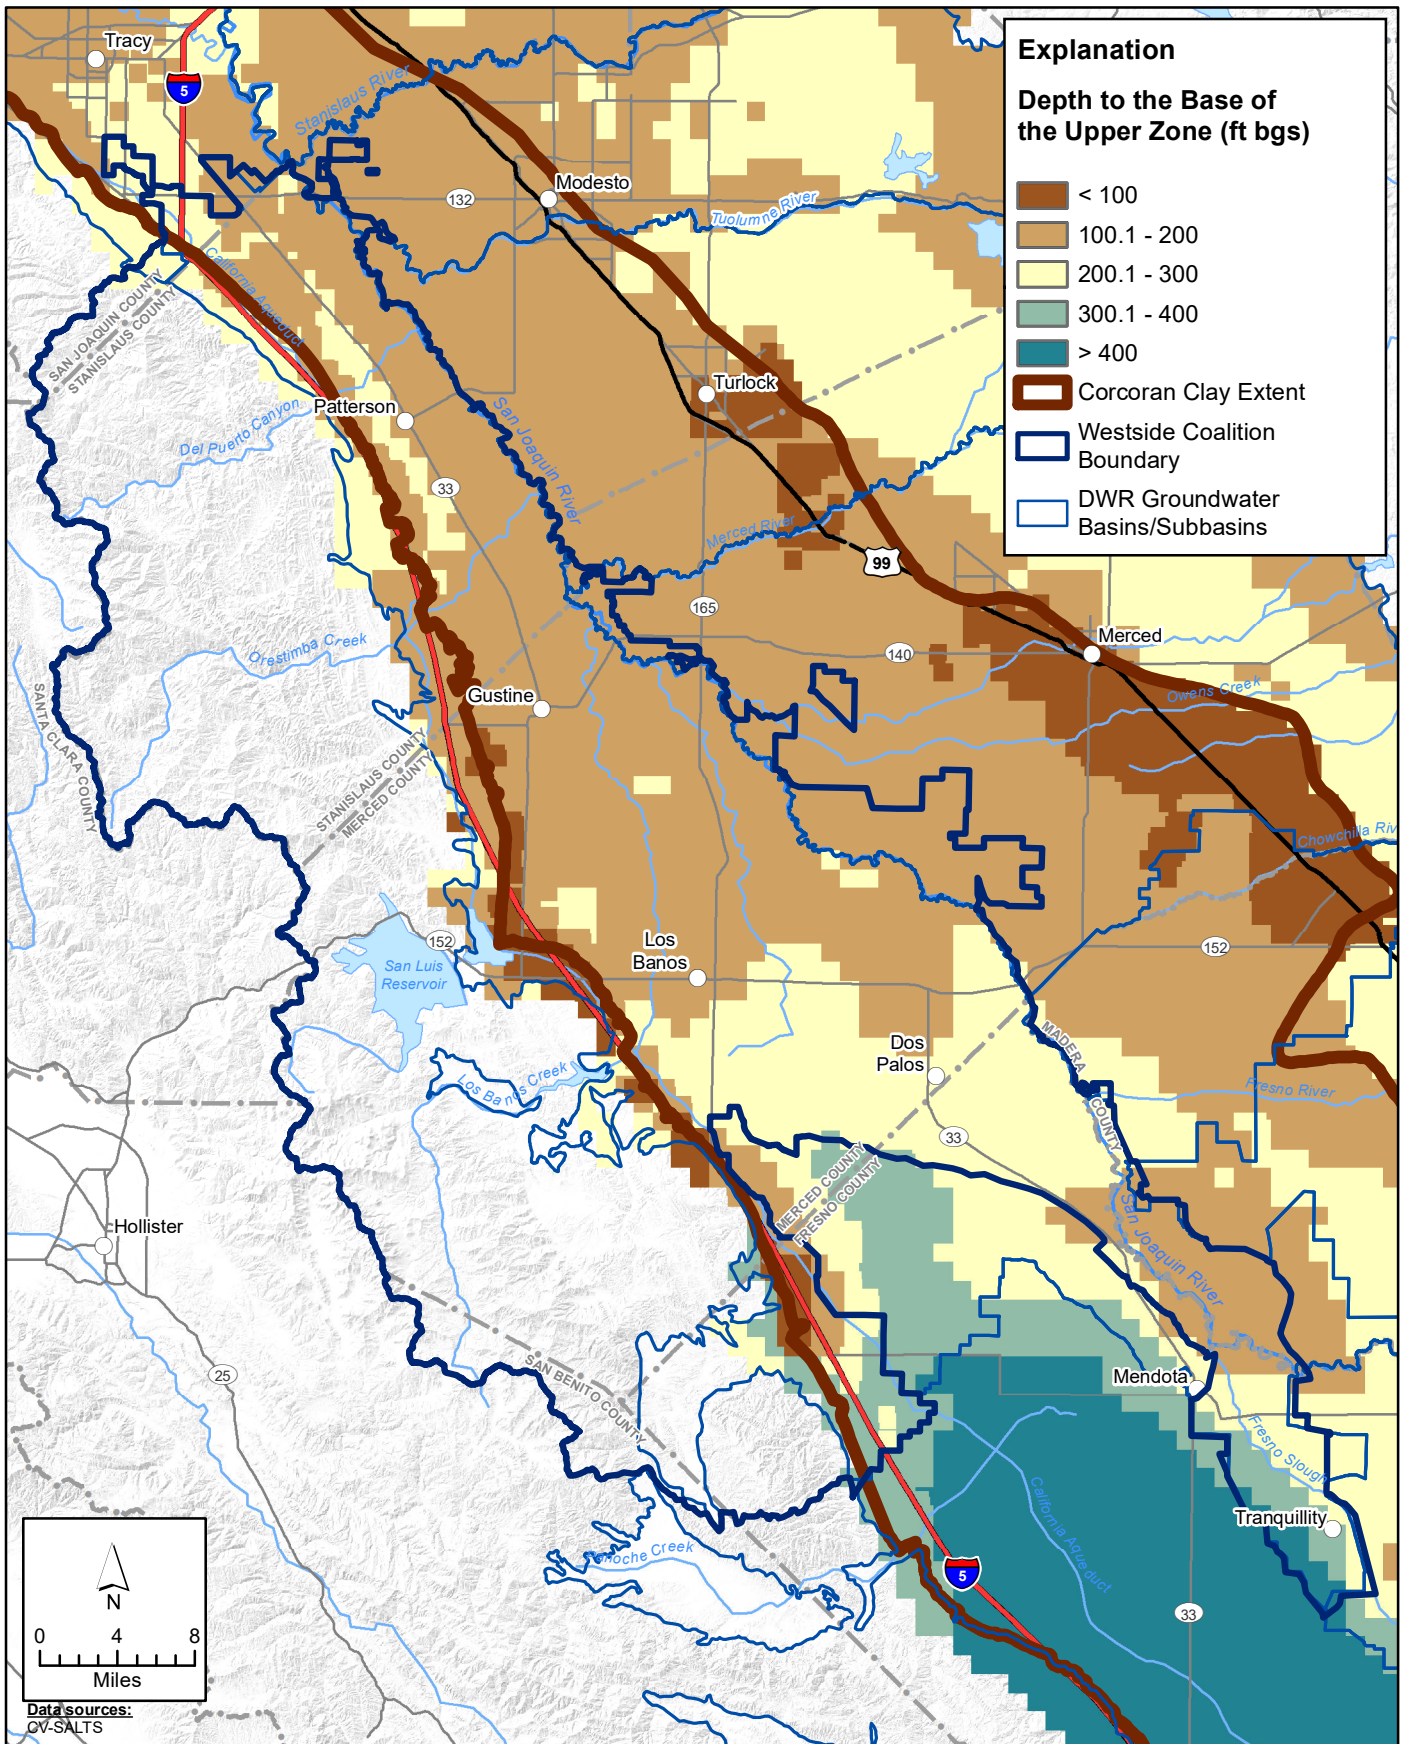 Explanation
Depth to the Base of
the Upper Zone (ft bgs)
< 100
100.1 - 200
200.1 - 300
300.1 - 400
> 400
Corcoran Clay Extent
Westside Coalition
Boundary
DWR Groundwater
Basins/Subbasins
Tracy
5
Stanislaus River
Modesto
132
Tuolumne River
California Aqueduct
SAN JOAQUIN COUNTY
STANISLAUS COUNTY
Turlock
Patterson
Del Puerto Canyon
San Joaquin River
33
Merced River
99
165
Merced
140
Orestimba Creek
Owens Creek
Gustine
SANTA CLARA COUNTY
STANISLAUS COUNTY
MERCED COUNTY
Chowchilla Riv
152
Los
Banos
152
San Luis
Reservoir
Dos
Palos
MADERA COUNTY
Los Banos Creek
Fresno River
33
MERCED COUNTY
FRESNO COUNTY
Hollister
San Joaquin River
25
SAN BENITO COUNTY
Mendota
Fresno Slough
California Aqueduct
Tranquillity
Panoche Creek
5
33
N
0 4 8
Miles
Data sources:
CV-SALTS